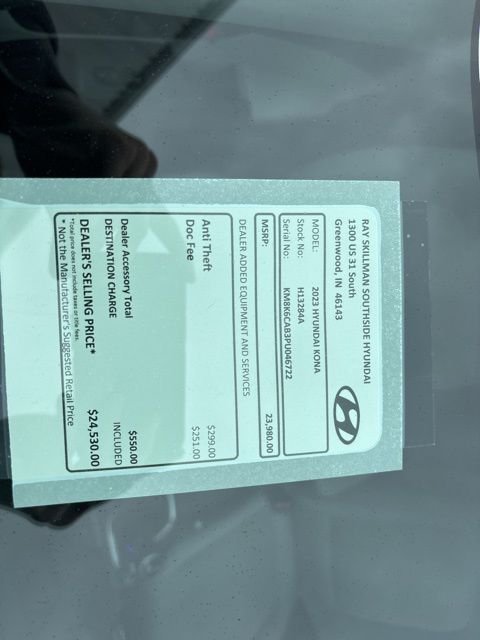 RAY SKILLMAN SOUTHSIDE HYUNDAI
1300 US 31 South
Greenwood, IN 46143
MODEL: 2023 HYUNDAI KONA
Stock No: H13284A
Serial No: KM8K6CAB3PU046722
MSRP: 23,980.00
DEALER ADDED EQUIPMENT AND SERVICES
Anti Theft $299.00
Doc Fee $251.00
Dealer Accessory Total $550.00
DESTINATION CHARGE INCLUDED
DEALER'S SELLING PRICE* $24,530.00
*Total price does not include taxes or title fees.
* Not the Manufacturer's Suggested Retail Price